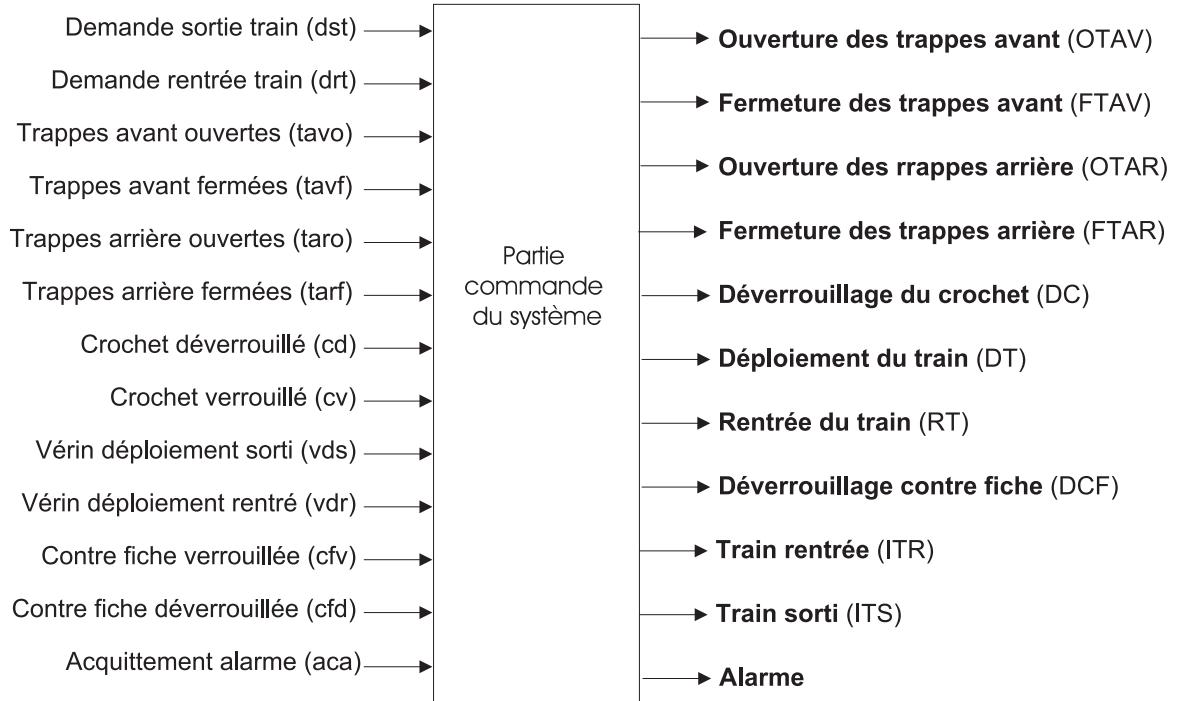 Demande sortie train (dst)
Demande rentrée train (drt)
Trappes avant ouvertes (tavo)
Trappes avant fermées (tavf)
Trappes arrière ouvertes (taro)
Trappes arrière fermées (tarf)
Crochet déverrouillé (cd)
Crochet verrouillé (cv)
Vérin déploiement sorti (vds)
Vérin déploiement rentré (vdr)
Contre fiche verrouillée (cfv)
Contre fiche déverrouillée (cfd)
Acquittement alarme (aca)
Partie
commande
du système
Ouverture des trappes avant (OTAV)
Fermeture des trappes avant (FTAV)
Ouverture des rrappes arrière (OTAR)
Fermeture des trappes arrière (FTAR)
Déverrouillage du crochet (DC)
Déploiement du train (DT)
Rentrée du train (RT)
Déverrouillage contre fiche (DCF)
Train rentrée (ITR)
Train sorti (ITS)
Alarme